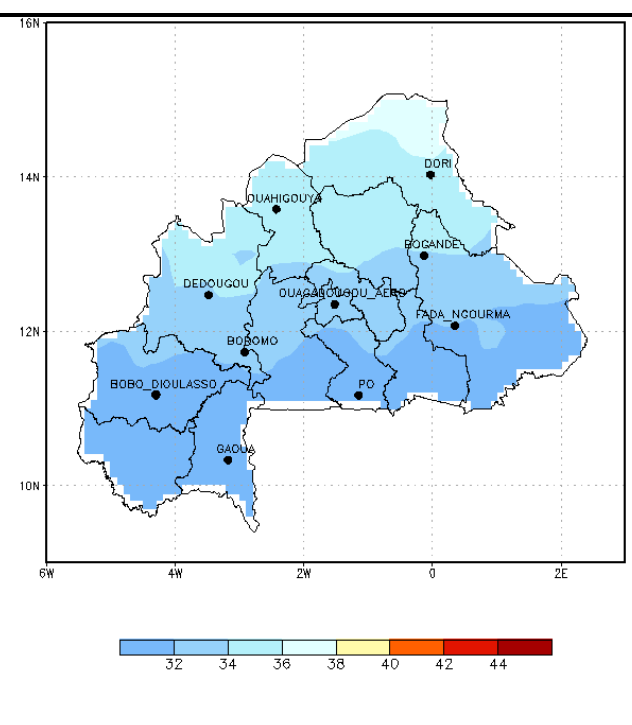 16N
DORI
14N
OUAHIGOUYA
BOGANDE
DEDOUGOU
OUAGADOUGOU_AERO
FADA_NGOURMA
12N
BOROMO
BOBO_DIOULASSO
PO
GAOUA
10N
6W 4W 2W 0 2E
32 34 36 38 40 42 44